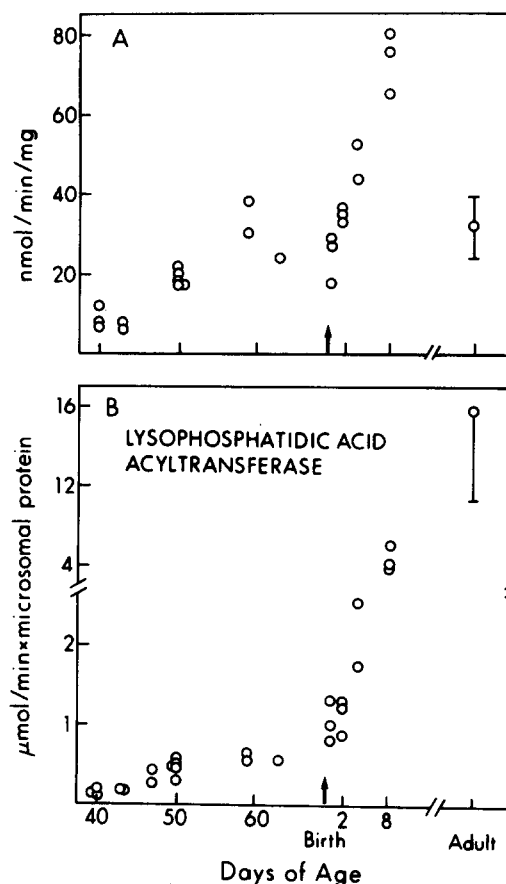 A
80
60
40
20
nmol/min/mg
B
LYSOPHOSPHATIDIC ACID
ACYLTRANSFERASE
16
12
4
2
1
μmol/min×microsomal protein
40 50 60 2 8
Birth Adult
Days of Age